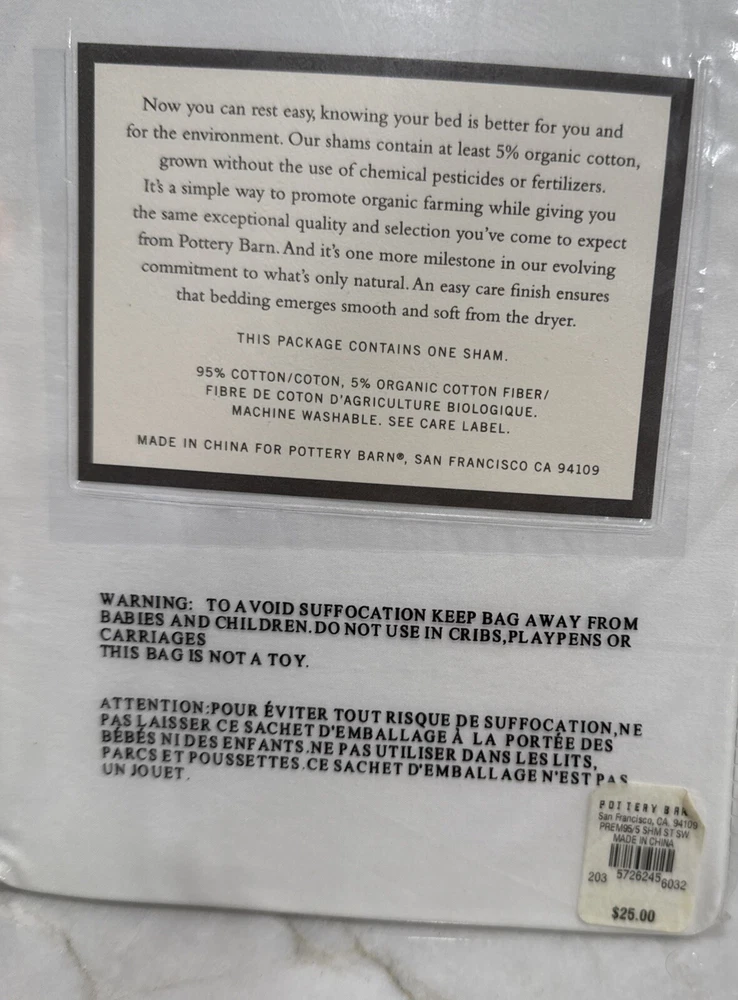 Now you can rest easy, knowing your bed is better for you and
for the environment. Our shams contain at least 5% organic cotton,
grown without the use of chemical pesticides or fertilizers.
It's a simple way to promote organic farming while giving you
the same exceptional quality and selection you've come to expect
from Pottery Barn. And it's one more milestone in our evolving
commitment to what's only natural. An easy care finish ensures
that bedding emerges smooth and soft from the dryer.
THIS PACKAGE CONTAINS ONE SHAM.
95% COTTON/COTON, 5% ORGANIC COTTON FIBER/
FIBRE DE COTON D'AGRICULTURE BIOLOGIQUE.
MACHINE WASHABLE. SEE CARE LABEL.
MADE IN CHINA FOR POTTERY BARN®, SAN FRANCISCO CA 94109
WARNING: TO AVOID SUFFOCATION KEEP BAG AWAY FROM
BABIES AND CHILDREN.DO NOT USE IN CRIBS,PLAYPENS OR
CARRIAGES
THIS BAG IS NOT A TOY.
ATTENTION:POUR ÉVITER TOUT RISQUE DE SUFFOCATION,NE
PAS LAISSER CE SACHET D'EMBALLAGE À LA PORTÉE DES
BÉBÉS NI DES ENFANTS.NE PAS UTILISER DANS LES LITS,
PARCS ET POUSSETTES.CE SACHET D'EMBALLAGE N'EST PAS
UN JOUET.
POTTERY BAR
San Francisco, CA. 94109
PREM95/5 SHM ST SW
MADE IN CHINA
203 5726245 6032
$25.00